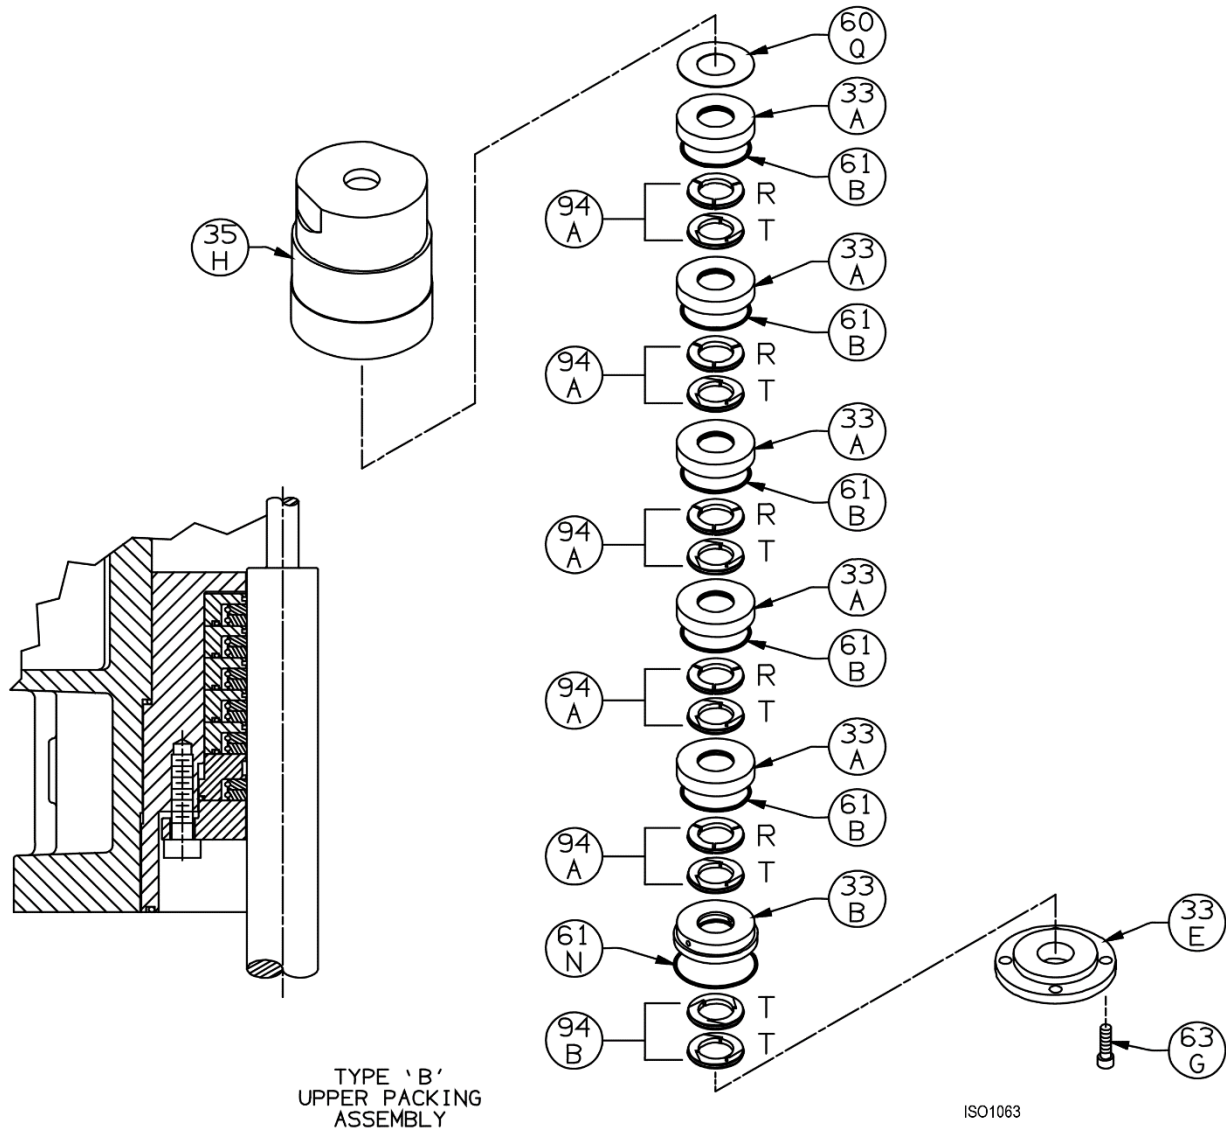 60
Q
33
A
61
B
94
A
R
T
35
H
33
A
61
B
94
A
R
T
33
A
61
B
94
A
R
T
33
A
61
B
94
A
R
T
33
A
61
B
94
A
R
T
33
B
61
N
33
E
94
B
T
T
63
G
TYPE 'B'
UPPER PACKING
ASSEMBLY
ISO1063